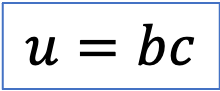 u = bc